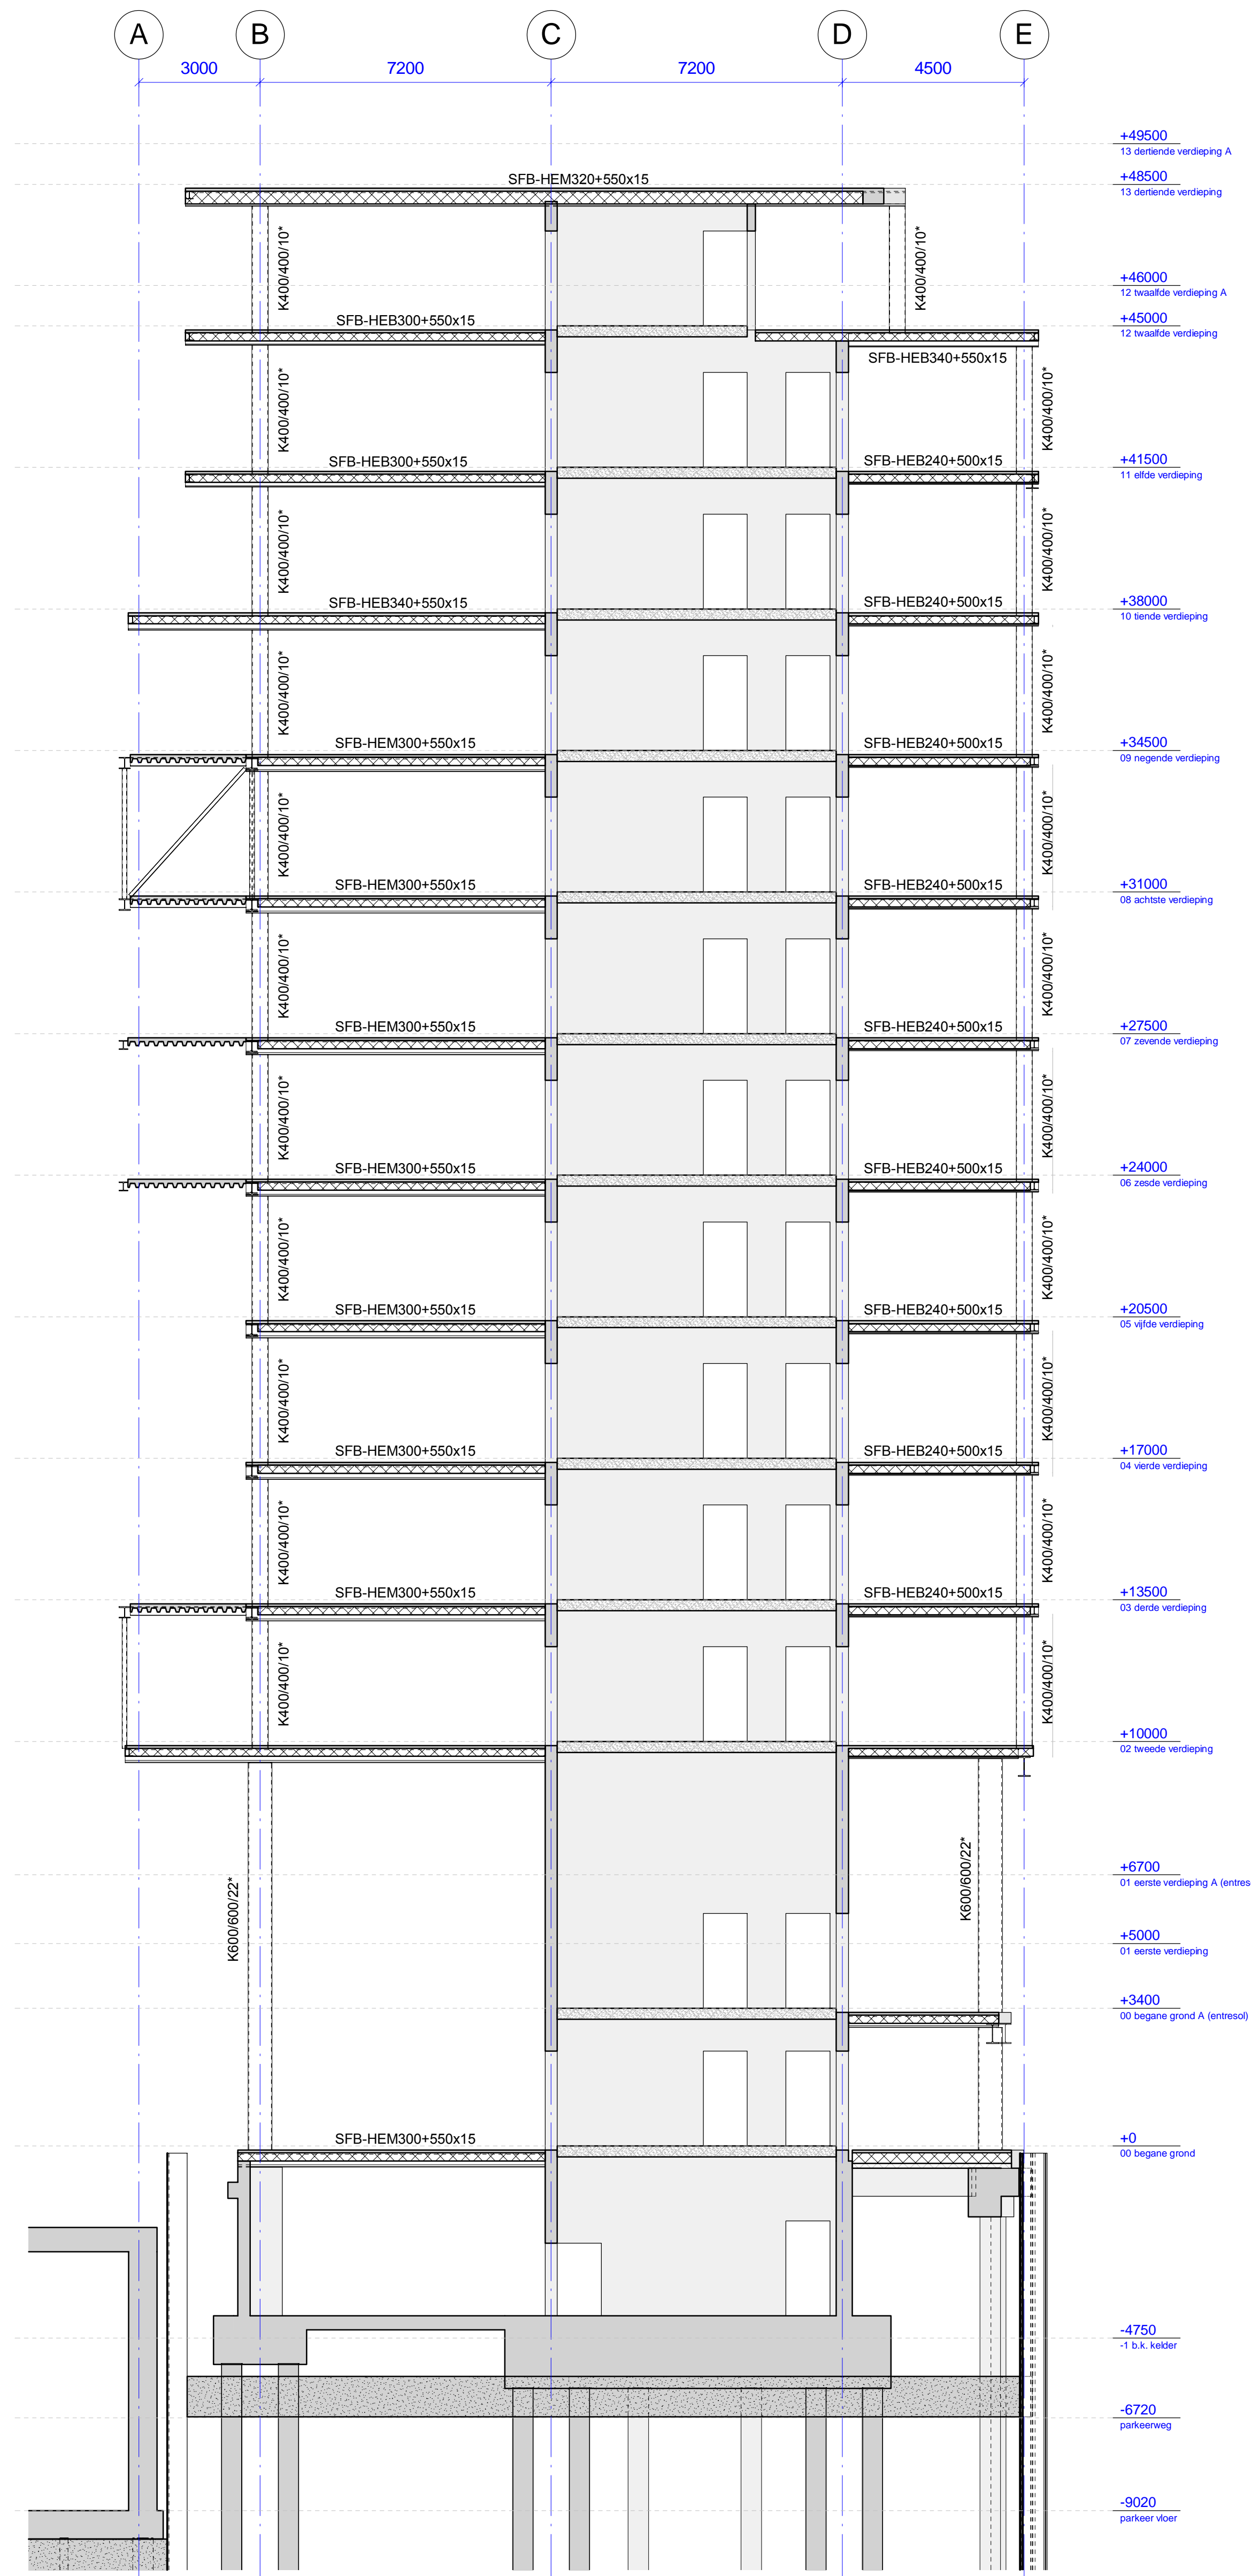 A B C D E
3000 7200 7200 4500
+49500
13 dertiende verdieping A
SFB-HEM320+550x15
+48500
13 dertiende verdieping
K400/400/10* K400/400/10*
+46000
12 twaalfde verdieping A
SFB-HEB300+550x15
+45000
12 twaalfde verdieping
SFB-HEB340+550x15
K400/400/10* K400/400/10*
SFB-HEB300+550x15 SFB-HEB240+500x15
+41500
11 elfde verdieping
K400/400/10* K400/400/10*
SFB-HEB340+550x15 SFB-HEB240+500x15
+38000
10 tiende verdieping
K400/400/10* K400/400/10*
SFB-HEM300+550x15 SFB-HEB240+500x15
+34500
09 negende verdieping
K400/400/10* K400/400/10*
SFB-HEM300+550x15 SFB-HEB240+500x15
+31000
08 achtste verdieping
K400/400/10* K400/400/10*
SFB-HEM300+550x15 SFB-HEB240+500x15
+27500
07 zevende verdieping
K400/400/10* K400/400/10*
SFB-HEM300+550x15 SFB-HEB240+500x15
+24000
06 zesde verdieping
K400/400/10* K400/400/10*
SFB-HEM300+550x15 SFB-HEB240+500x15
+20500
05 vijfde verdieping
K400/400/10* K400/400/10*
SFB-HEM300+550x15 SFB-HEB240+500x15
+17000
04 vierde verdieping
K400/400/10* K400/400/10*
SFB-HEM300+550x15 SFB-HEB240+500x15
+13500
03 derde verdieping
K400/400/10* K400/400/10*
+10000
02 tweede verdieping
K600/600/22* K600/600/22*
+6700
01 eerste verdieping A (entres
+5000
01 eerste verdieping
+3400
00 begane grond A (entresol)
SFB-HEM300+550x15
+0
00 begane grond
-4750
-1 b.k. kelder
-6720
parkeerweg
-9020
parkeer vloer